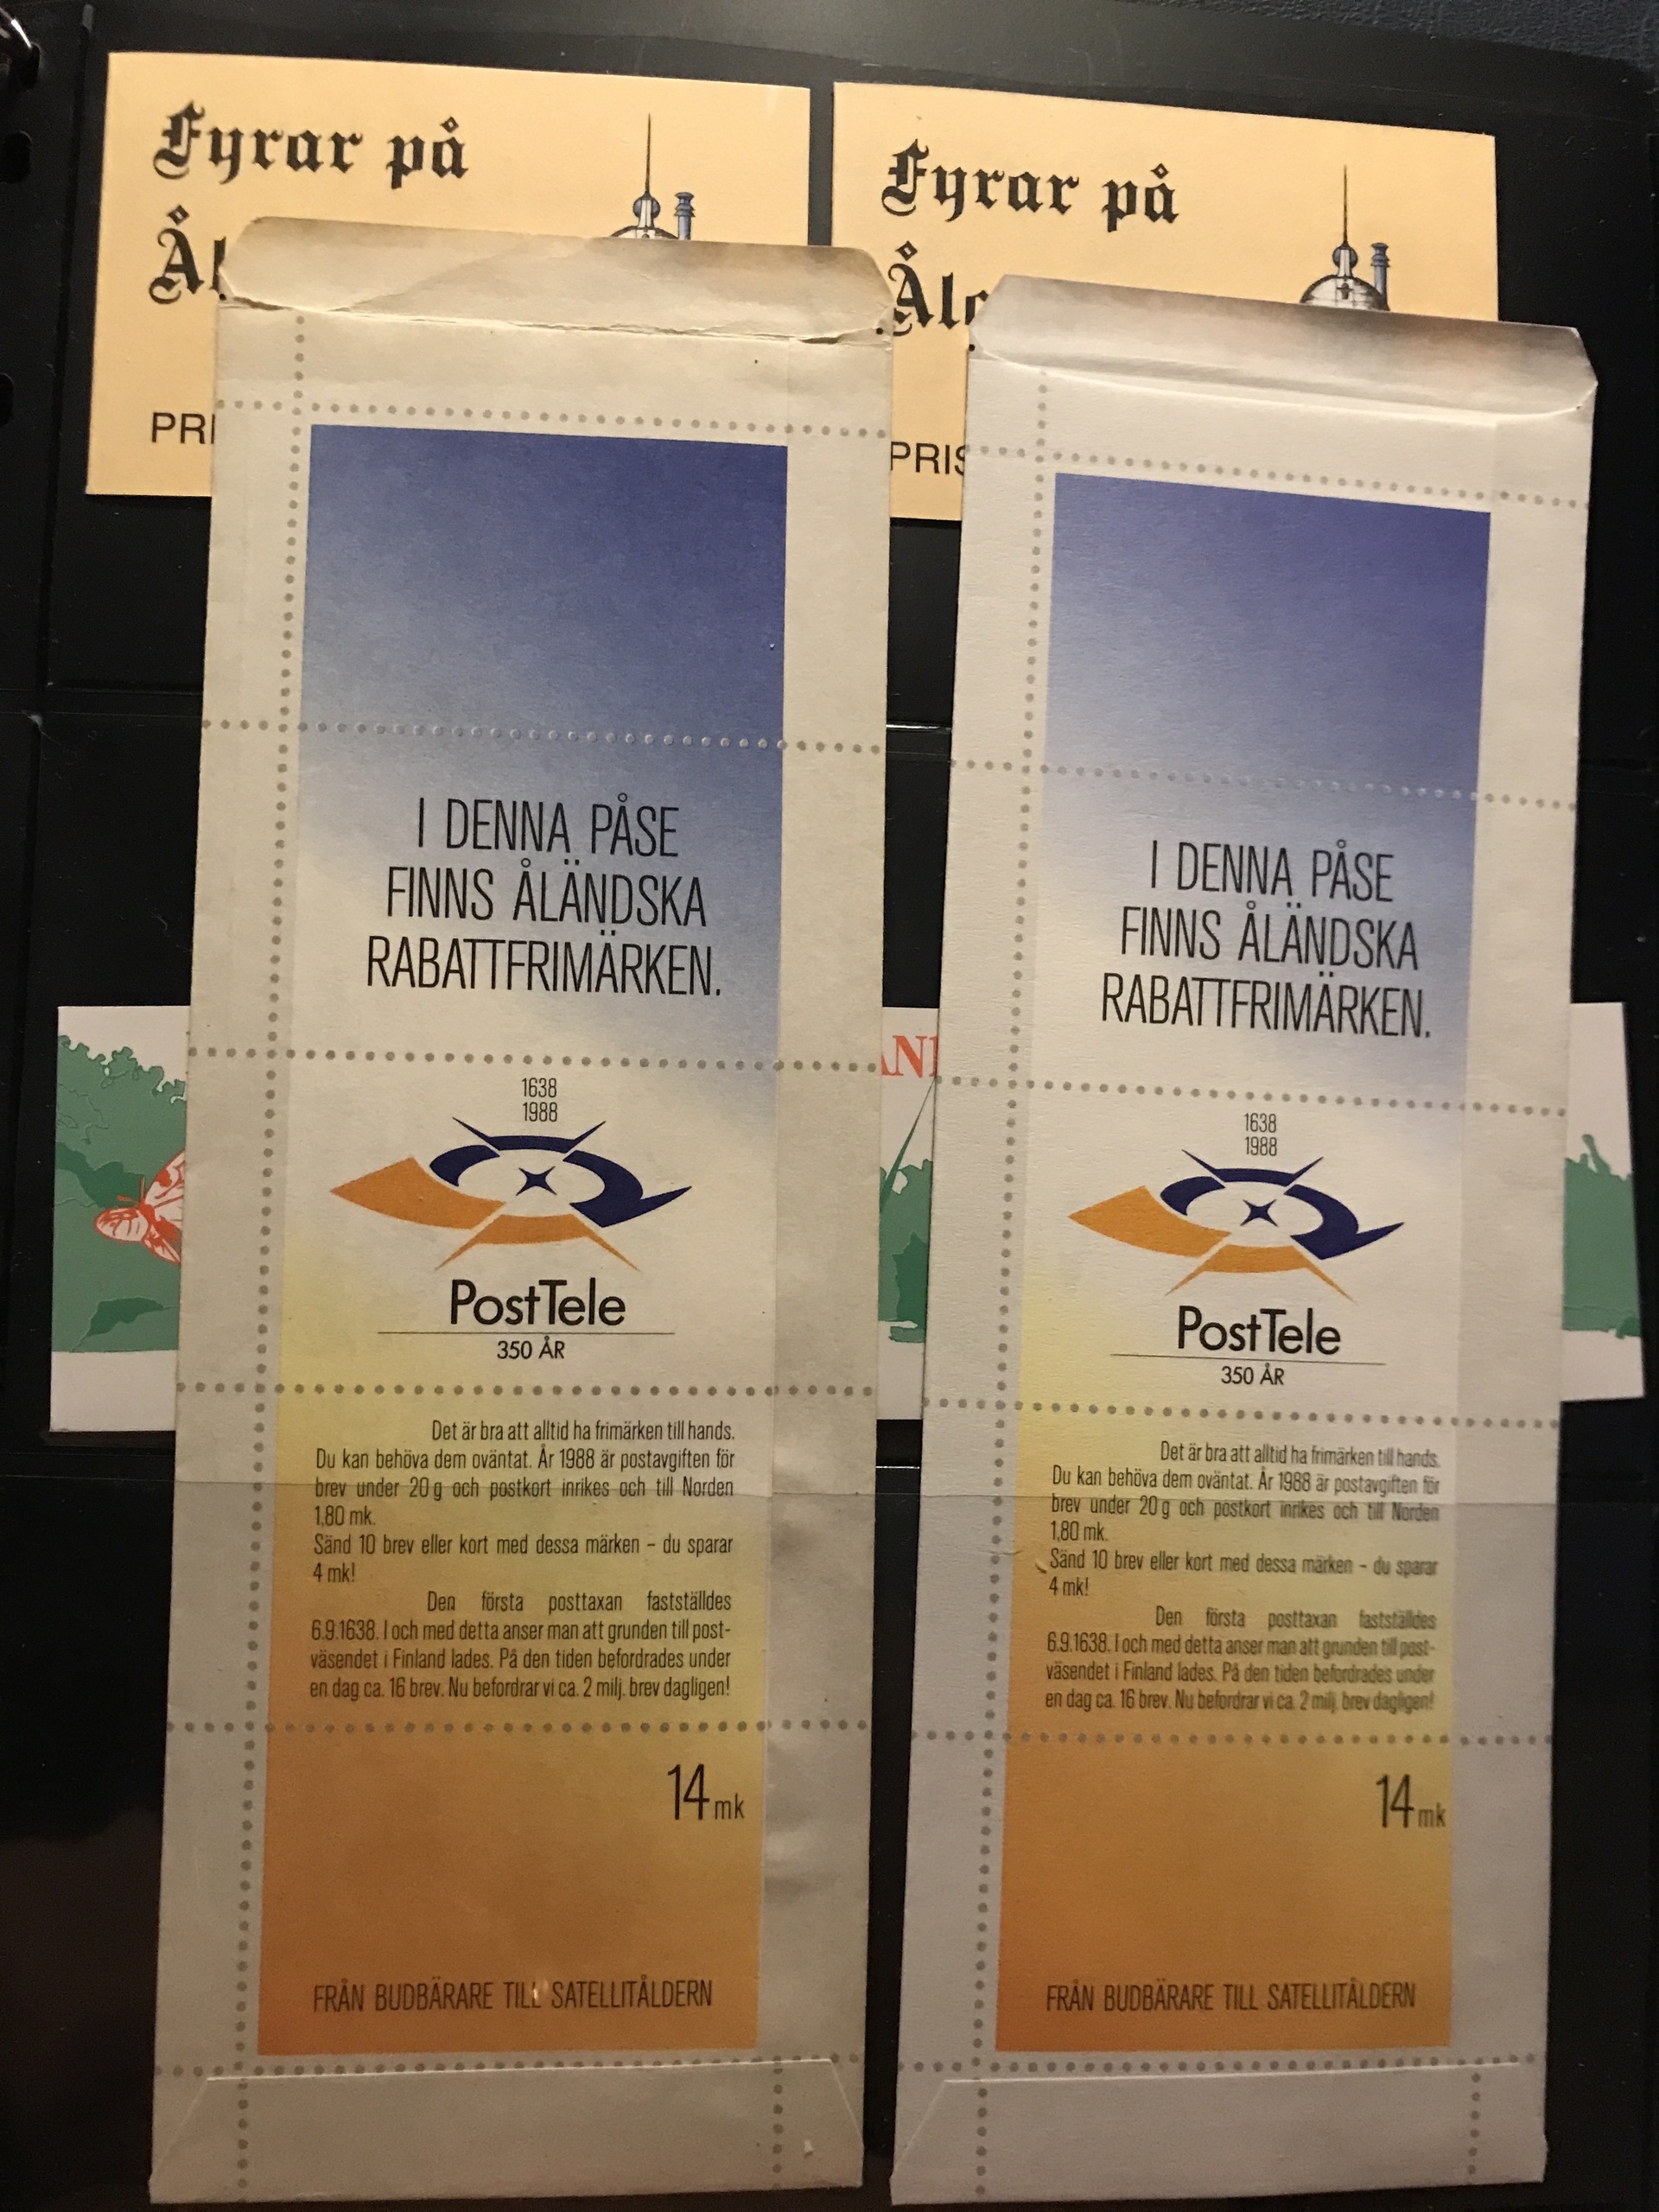 Fyrar på
Fyrar på
I DENNA PÅSE
FINNS ÅLÄNDSKA
RABATTFRIMÄRKEN.
1638
1988
PostTele
350 ÅR
Det är bra att alltid ha frimärken till hands.
Du kan behöva dem oväntat. År 1988 är postavgiften för
brev under 20 g och postkort inrikes och till Norden
1,80 mk.
Sänd 10 brev eller kort med dessa märken – du sparar
4 mk!
Den första posttaxan fastställdes
6.9.1638. I och med detta anser man att grunden till post-
väsendet i Finland lades. På den tiden befordrades under
en dag ca. 16 brev. Nu befordrar vi ca. 2 milj. brev dagligen!
14 mk
FRÅN BUDBÄRARE TILL SATELLITÅLDERN
I DENNA PÅSE
FINNS ÅLÄNDSKA
RABATTFRIMÄRKEN.
1638
1988
PostTele
350 ÅR
Det är bra att alltid ha frimärken till hands.
Du kan behöva dem oväntat. År 1988 är postavgiften för
brev under 20 g och postkort inrikes och till Norden
1,80 mk.
Sänd 10 brev eller kort med dessa märken – du sparar
4 mk!
Den första posttaxan fastställdes
6.9.1638. I och med detta anser man att grunden till post-
väsendet i Finland lades. På den tiden befordrades under
en dag ca. 16 brev. Nu befordrar vi ca. 2 milj. brev dagligen!
14 mk
FRÅN BUDBÄRARE TILL SATELLITÅLDERN